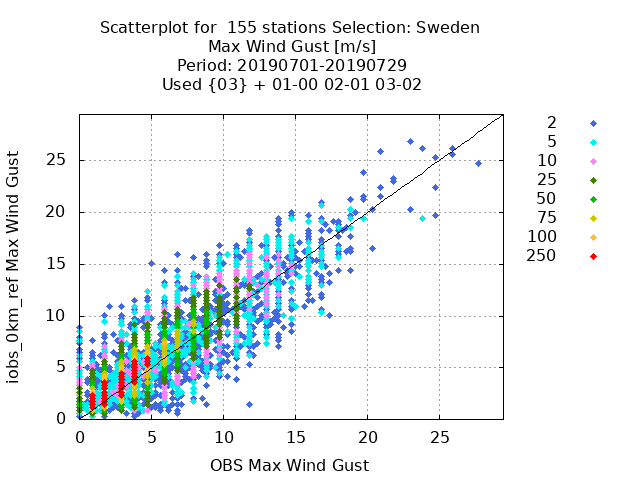 Scatterplot for  155 stations Selection: Sweden
Max Wind Gust [m/s]
Period: 20190701-20190729
Used {03} + 01-00 02-01 03-02
2
5
10
25
50
75
100
250
iobs_0km_ref Max Wind Gust
25
20
15
10
5
0
0 5 10 15 20 25
OBS Max Wind Gust